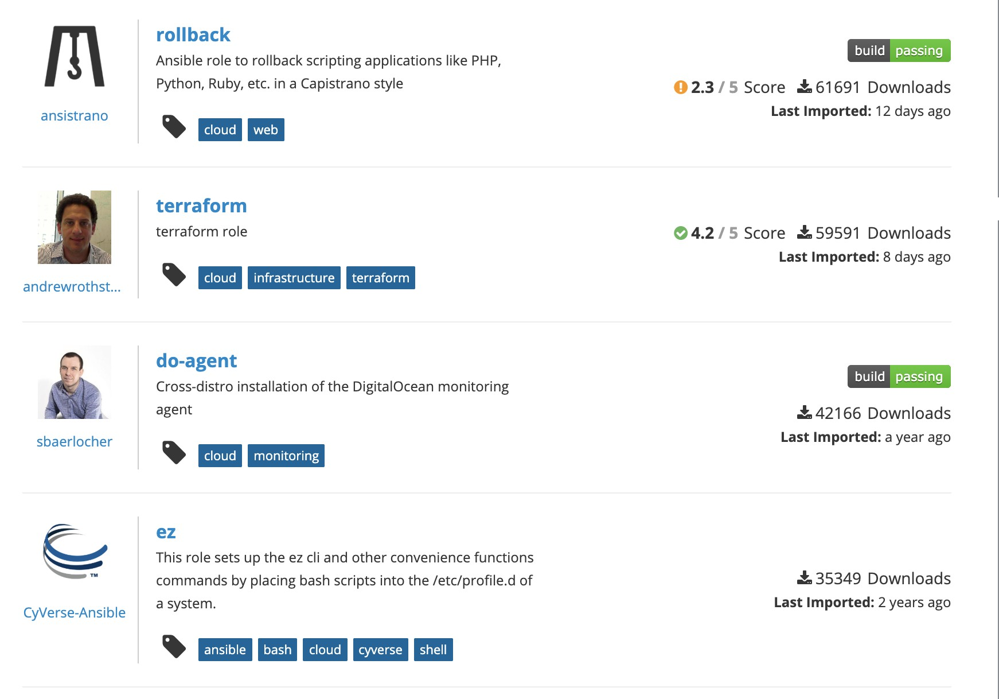 rollback
Ansible role to rollback scripting applications like PHP,
Python, Ruby, etc. in a Capistrano style
ansistrano
cloud web
build passing
2.3 / 5 Score 61691 Downloads
Last Imported: 12 days ago
terraform
terraform role
andrewrothst...
cloud infrastructure terraform
4.2 / 5 Score 59591 Downloads
Last Imported: 8 days ago
do-agent
Cross-distro installation of the DigitalOcean monitoring
agent
sbaerlocher
cloud monitoring
build passing
42166 Downloads
Last Imported: a year ago
TM
ez
This role sets up the ez cli and other convenience functions
commands by placing bash scripts into the /etc/profile.d of
a system.
CyVerse-Ansible
ansible bash cloud cyverse shell
35349 Downloads
Last Imported: 2 years ago